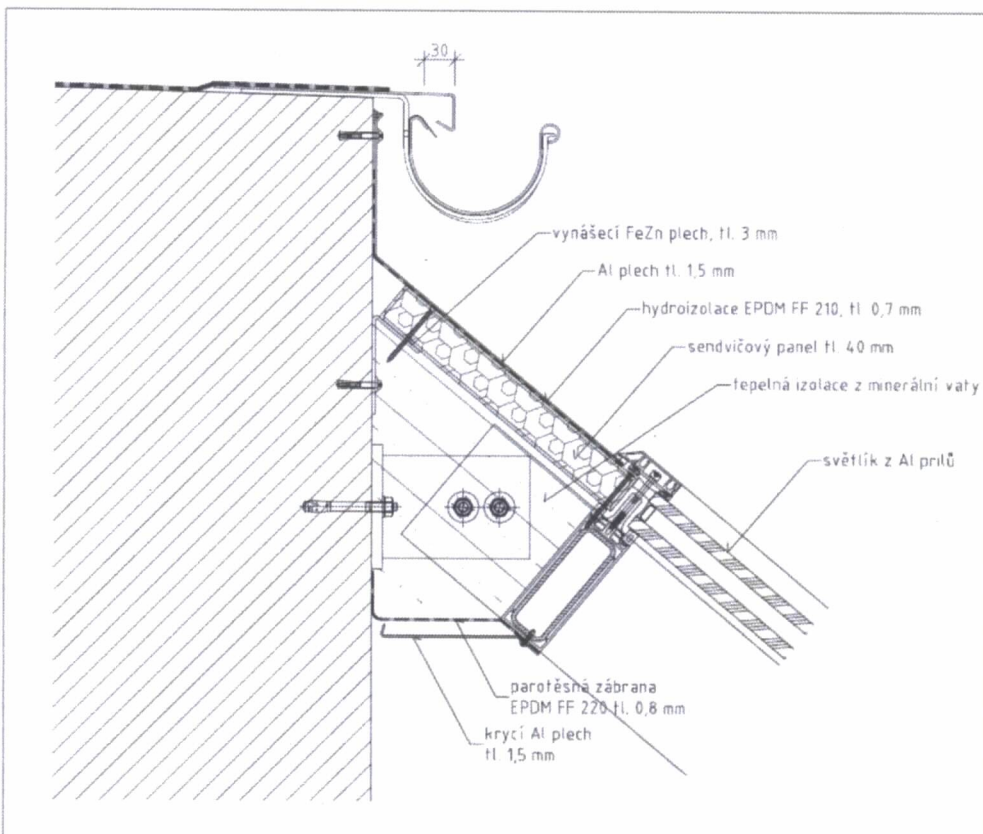 30
vynášecí FeZn plech, tl. 3 mm
Al plech tl. 1,5 mm
hydroizolace EPDM FF 210, tl 0,7 mm
sendvičový panel tl. 40 mm
tepelná izolace z minerální vaty
světlík z Al prilů
parotěsná zábrana
EPDM FF 220 tl. 0,8 mm
krycí Al plech
tl. 1,5 mm